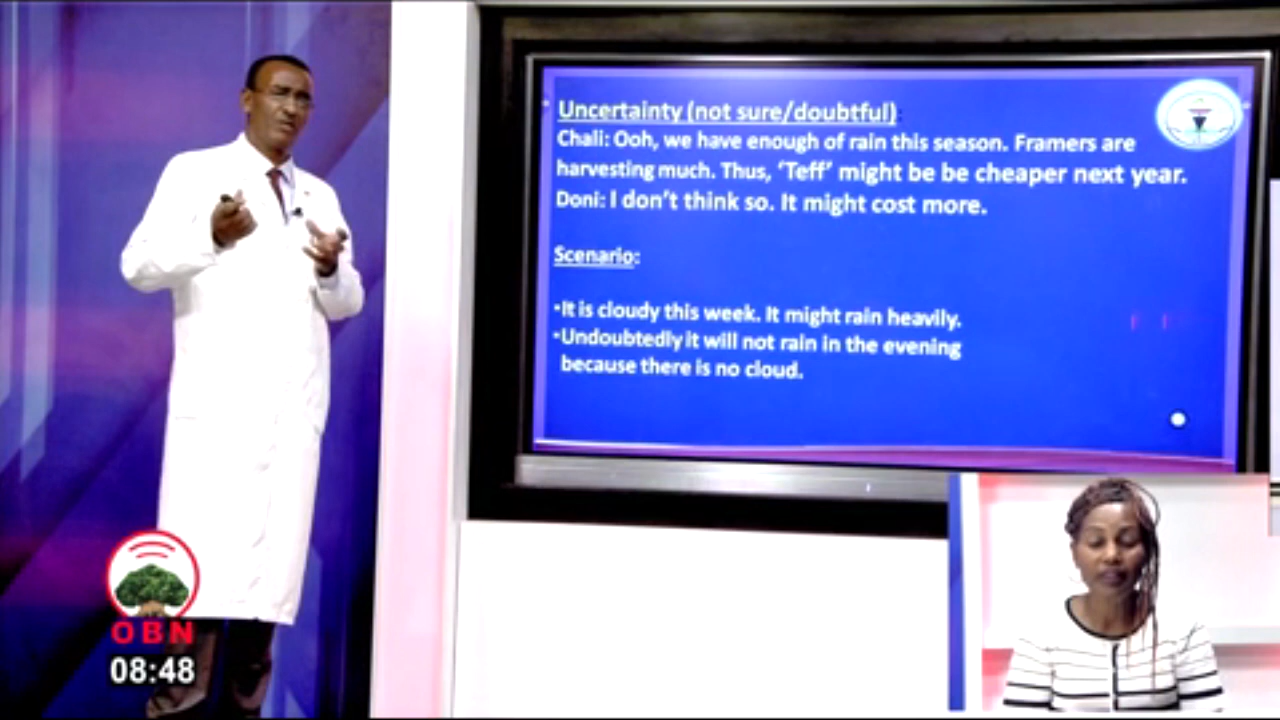 Uncertainty (not sure/doubtful):
Chali: Ooh, we have enough of rain this season. Framers are
harvesting much. Thus, ‘Teff’ might be be cheaper next year.
Doni: I don’t think so. It might cost more.
Scenario:
•It is cloudy this week. It might rain heavily.
•Undoubtedly it will not rain in the evening
because there is no cloud.
OBN
08:48